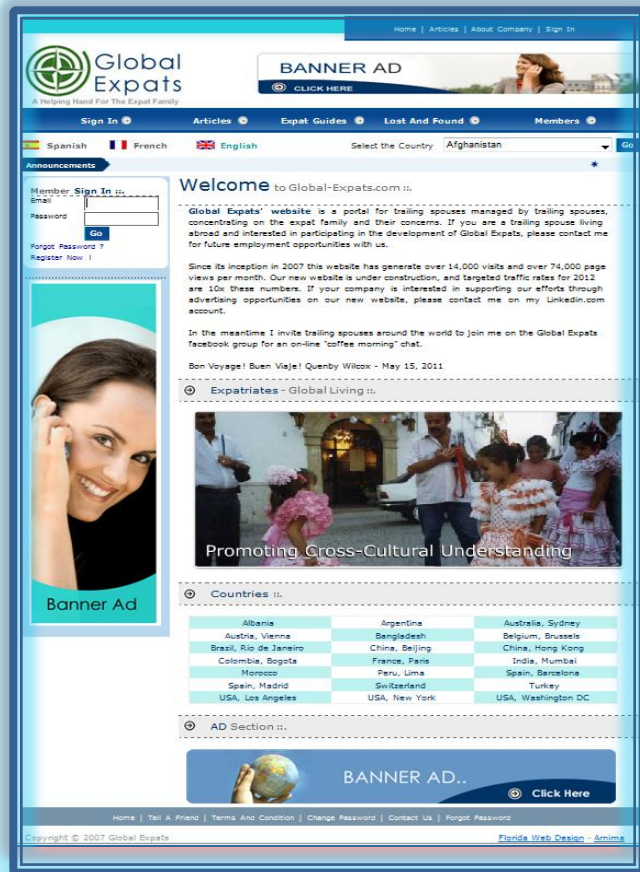 Home | Articles | About Company | Sign In
Global
Expats
A Helping Hand For The Expat Family
BANNER AD
CLICK HERE
Sign In Articles Expat Guides Lost And Found Members
Spanish French English Select the Country Afghanistan Go
Announcements *
Member Sign In ::.
Email
Password
Go
Forgot Password ?
Register Now !
Banner Ad
Welcome to Global-Expats.com ::.
Global Expats' website is a portal for trailing spouses managed by trailing spouses,
concentrating on the expat family and their concerns. If you are a trailing spouse living
abroad and interested in participating in the development of Global Expats, please contact me
for future employment opportunities with us.
Since its inception in 2007 this website has generate over 14,000 visits and over 74,000 page
views per month. Our new website is under construction, and targeted traffic rates for 2012
are 10x these numbers. If your company is interested in supporting our efforts through
advertising opportunities on our new website, please contact me on my Linkedin.com
account.
In the meantime I invite trailing spouses around the world to join me on the Global Expats
facebook group for an on-line "coffee morning" chat.
Bon Voyage! Buen Viaje! Quenby Wilcox - May 15, 2011
Expatriates - Global Living ::.
Promoting Cross-Cultural Understanding
Countries ::.
Albania Argentina Australia, Sydney
Austria, Vienna Bangladesh Belgium, Brussels
Brazil, Rio de Janeiro China, Beijing China, Hong Kong
Colombia, Bogota France, Paris India, Mumbai
Morocco Peru, Lima Spain, Barcelona
Spain, Madrid Switzerland Turkey
USA, Los Angeles USA, New York USA, Washington DC
AD Section ::.
BANNER AD..
Click Here
Home | Tell A Friend | Terms And Condition | Change Password | Contact Us | Forgot Password
Copyright © 2007 Global Expats Florida Web Design - Arnima